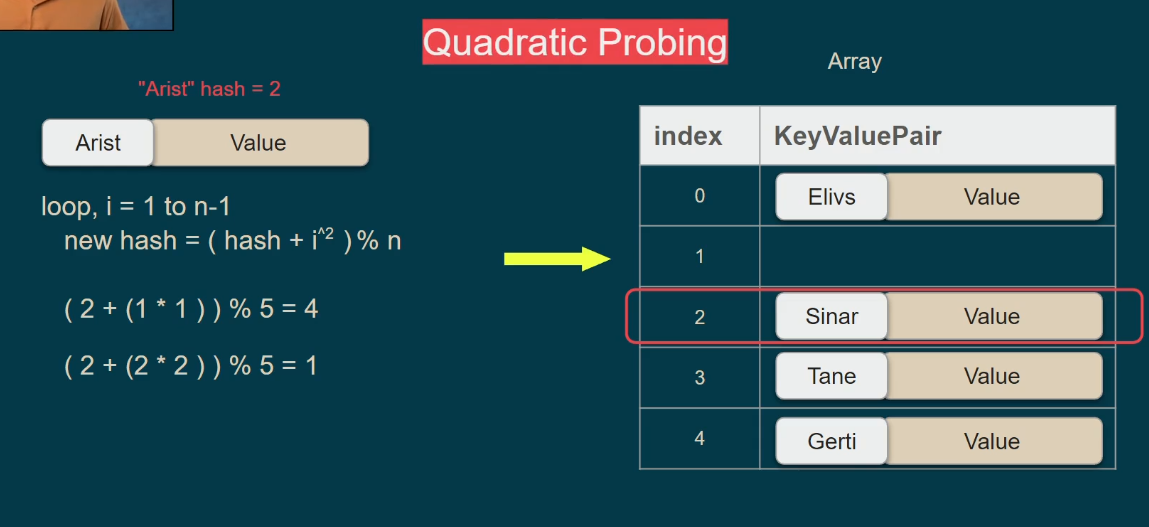 Quadratic Probing
Array
"Arist" hash = 2
Arist Value
loop, i = 1 to n-1
new hash = ( hash + i^2 ) % n
( 2 + (1 * 1 ) ) % 5 = 4
( 2 + (2 * 2 ) ) % 5 = 1
index KeyValuePair
0 Elivs Value
1
2 Sinar Value
3 Tane Value
4 Gerti Value